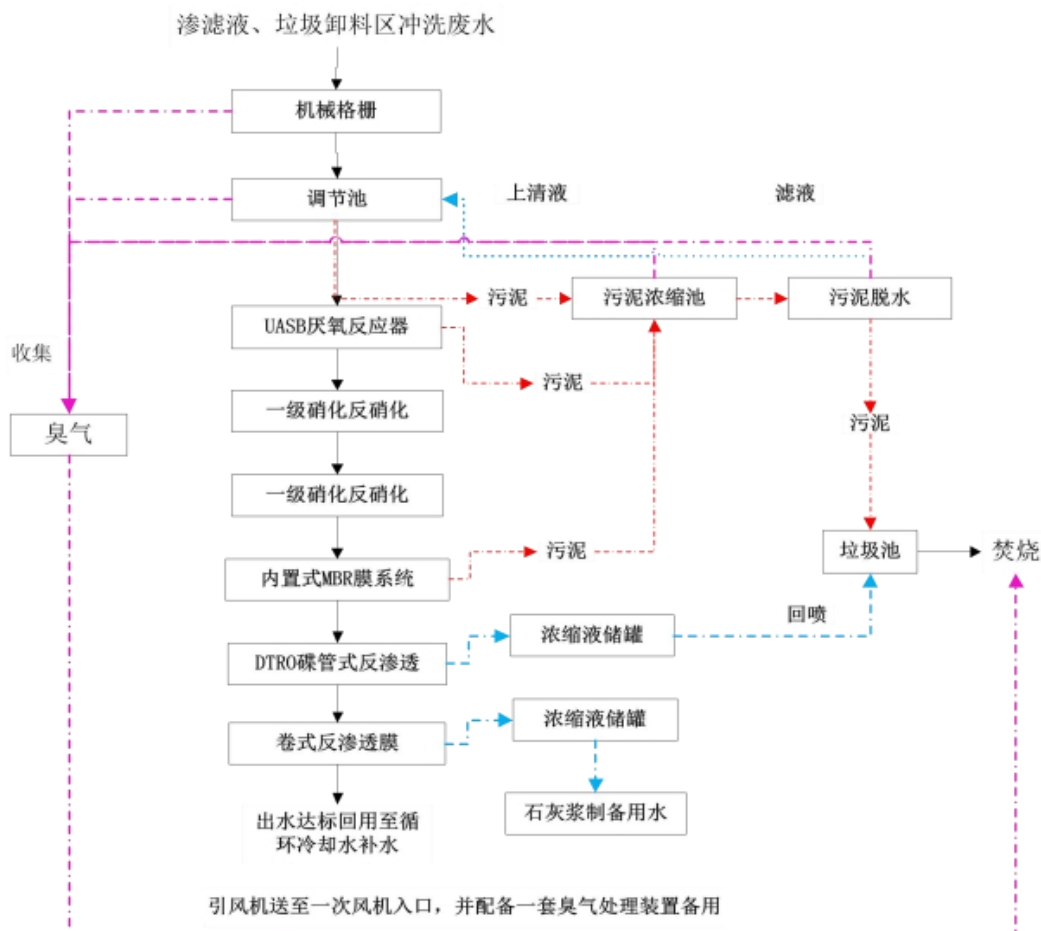 渗滤液、垃圾卸料区冲洗废水
机械格栅
调节池
上清液
滤液
污泥
污泥浓缩池
污泥脱水
UASB厌氧反应器
收集
污泥
一级硝化反硝化
臭气
污泥
一级硝化反硝化
污泥
垃圾池
焚烧
内置式MBR膜系统
回喷
浓缩液储罐
DTRO碟管式反渗透
浓缩液储罐
卷式反渗透膜
石灰浆制备用水
出水达标回用至循
环冷却水补水
引风机送至一次风机入口，并配备一套臭气处理装置备用